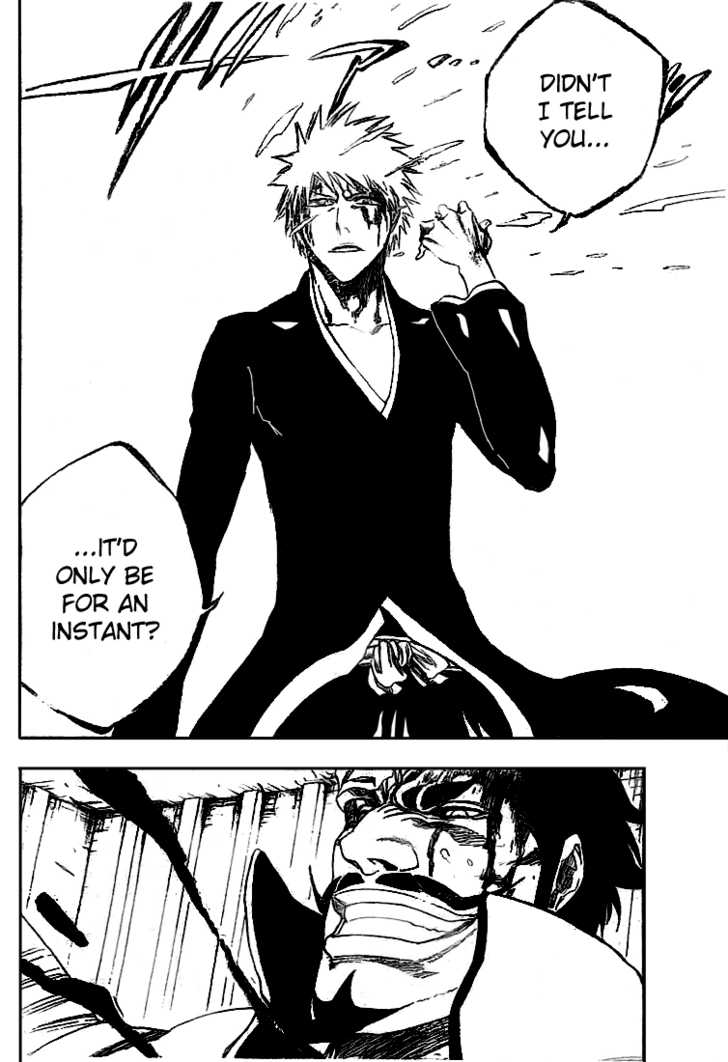 DIDN'T
I TELL
YOU...
...IT'D
ONLY BE
FOR AN
INSTANT?